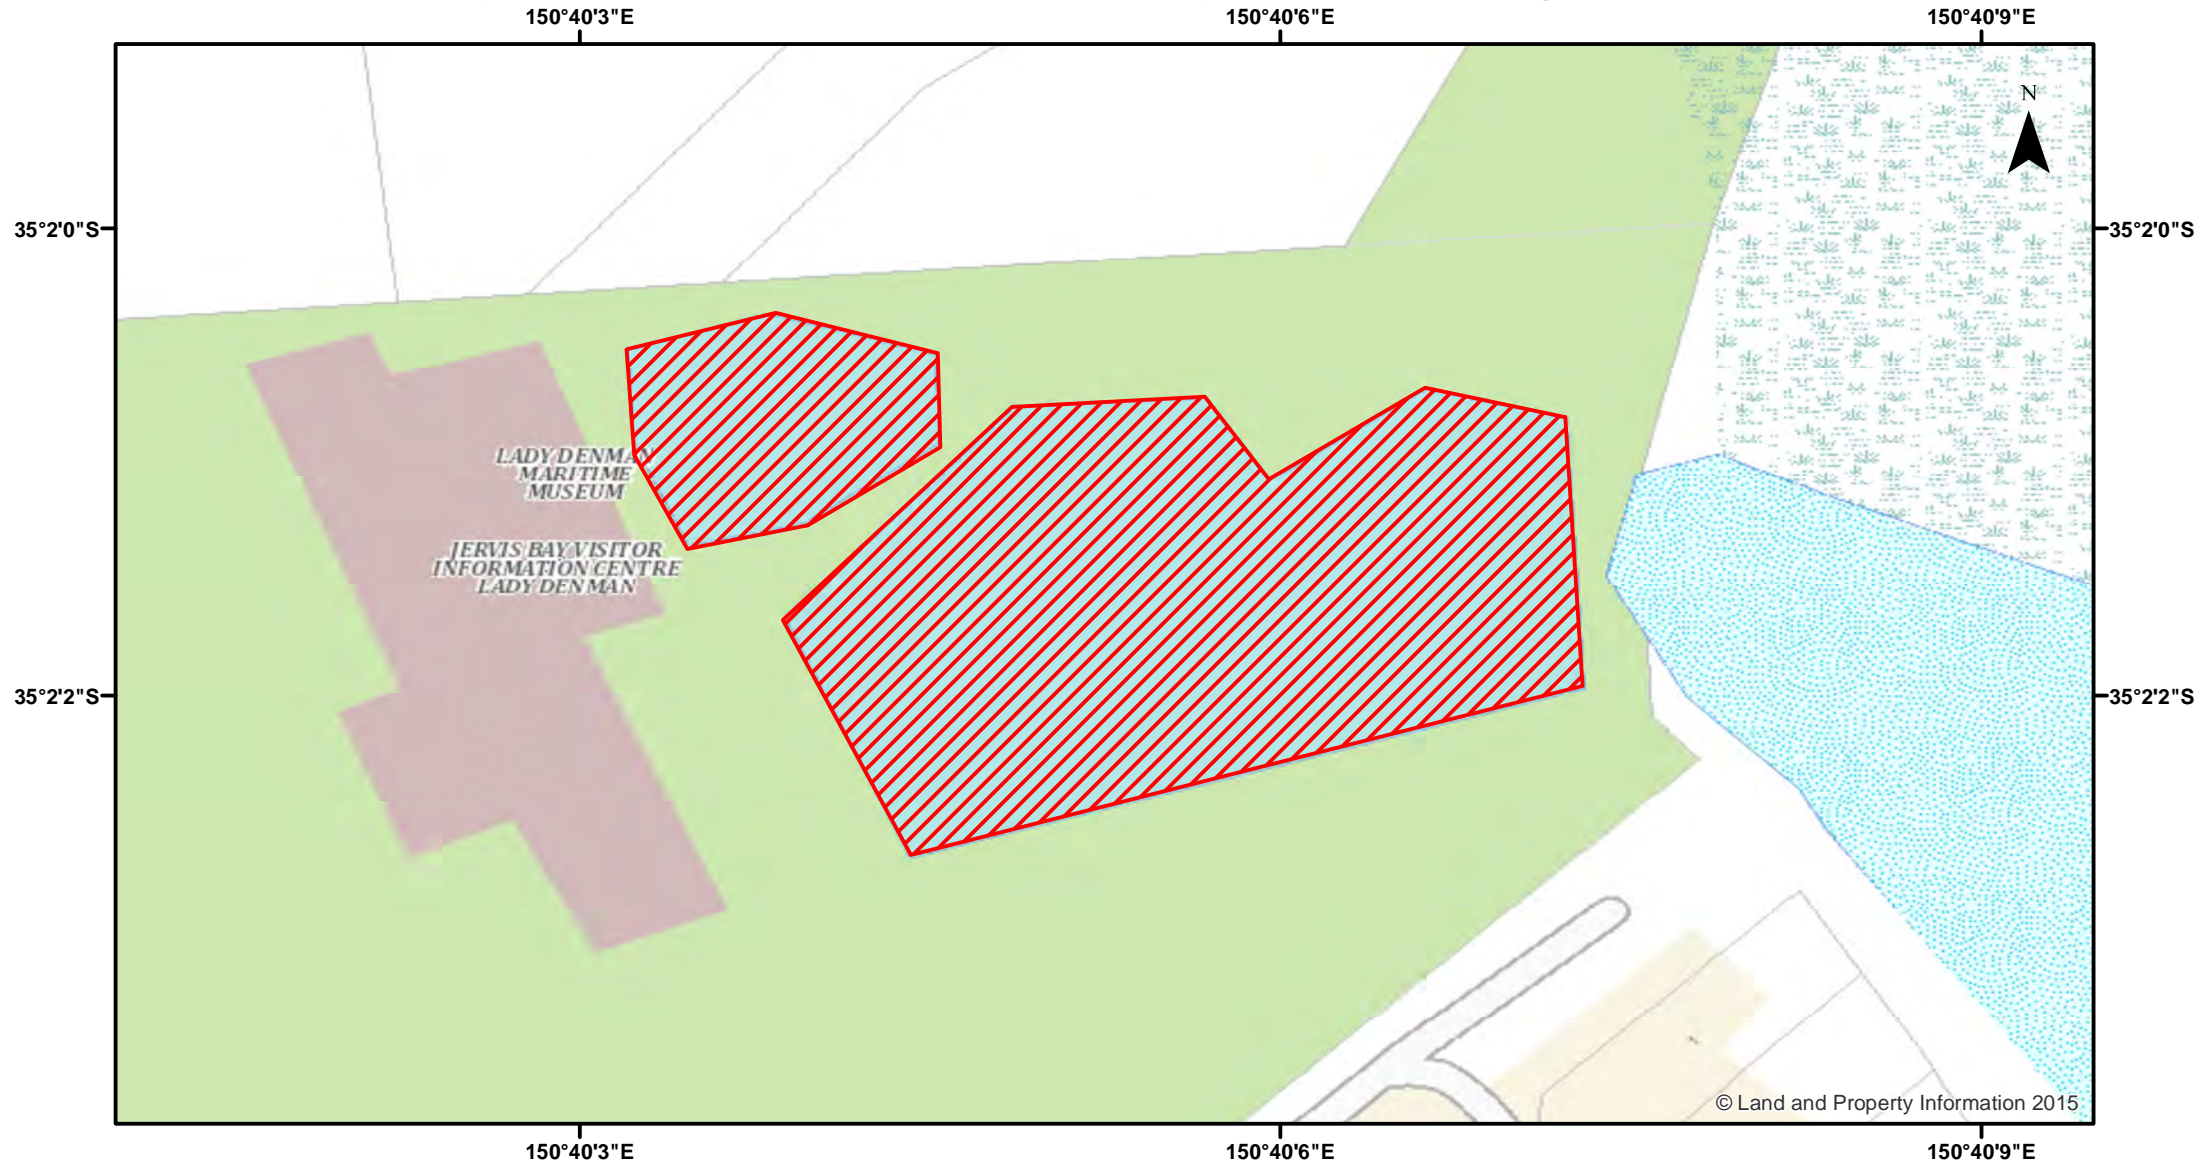 150°40'3"E
150°40'6"E
150°40'9"E
N
35°2'0"S
35°2'0"S
LADY DENMAN
MARITIME
MUSEUM
JERVIS BAY VISITOR
INFORMATION CENTRE
LADY DENMAN
35°2'2"S
35°2'2"S
© Land and Property Information 2015
150°40'3"E
150°40'6"E
150°40'9"E